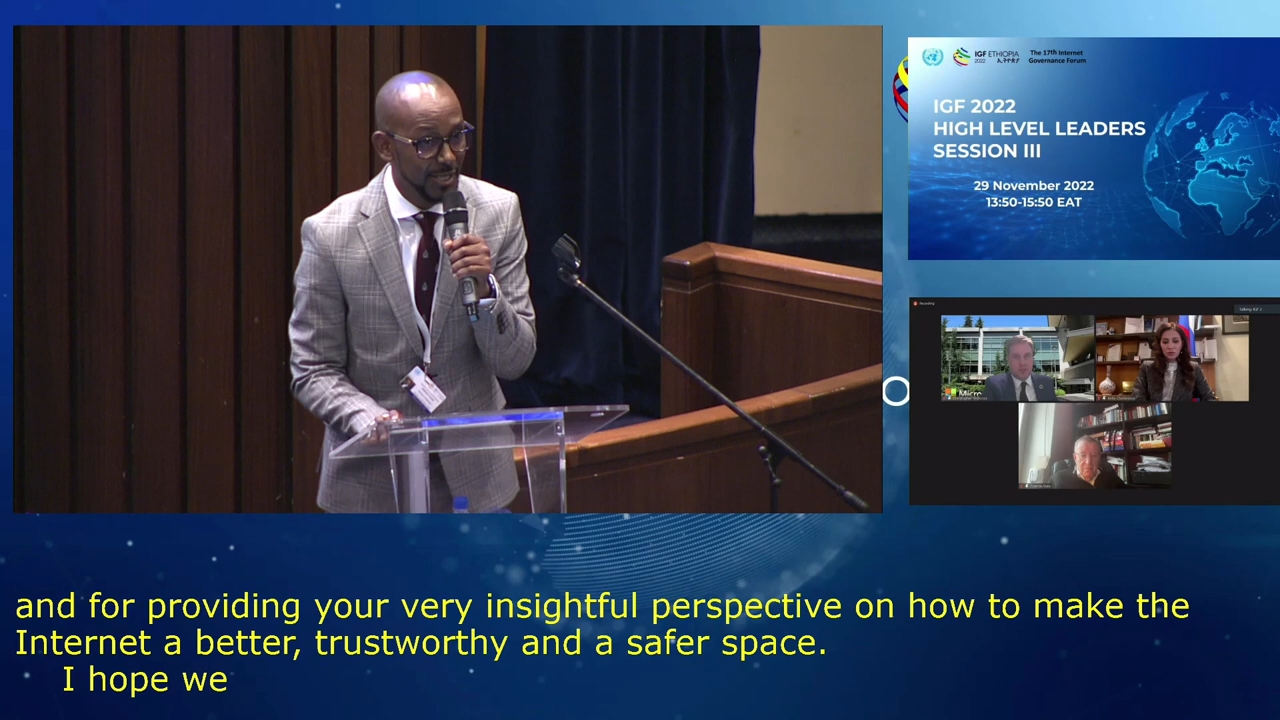 IGF ETHIOPIA
2022 ኢትዮጵያ
The 17th Internet
Governance Forum
IGF 2022
HIGH LEVEL LEADERS
SESSION III
29 November 2022
13:50-15:50 EAT
Recording
and for providing your very insightful perspective on how to make the
Internet a better, trustworthy and a safer space.
I hope we